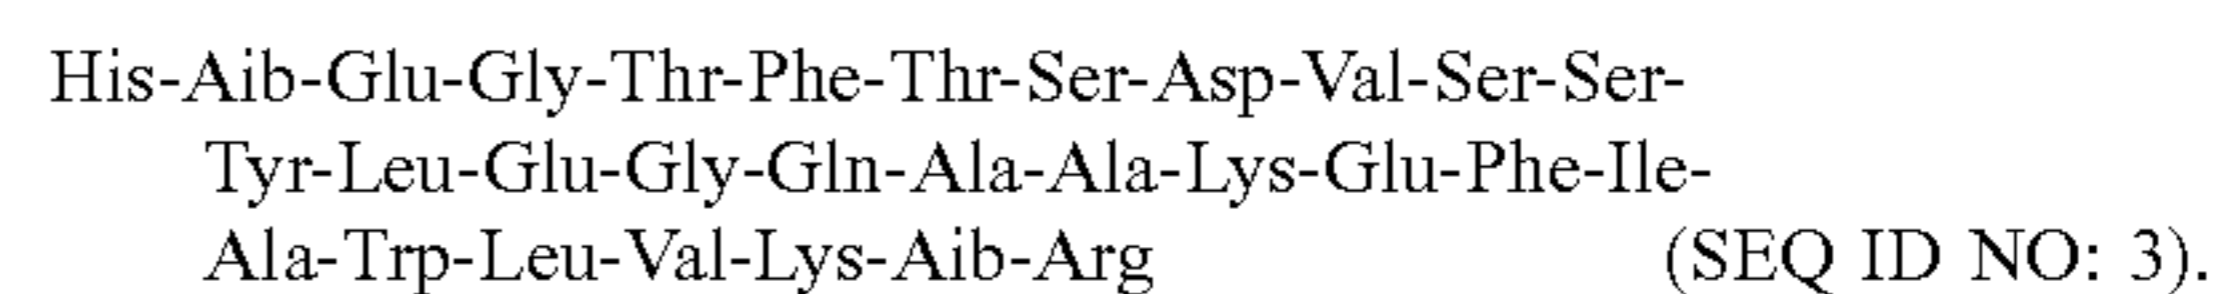 His-Aib-Glu-Gly-Thr-Phe-Thr-Ser-Asp-Val-Ser-Ser-
Tyr-Leu-Glu-Gly-Gln-Ala-Ala-Lys-Glu-Phe-Ile-
Ala-Trp-Leu-Val-Lys-Aib-Arg (SEQ ID NO: 3).